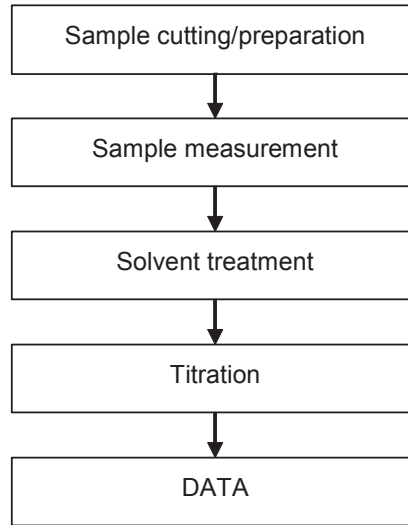 Sample cutting/preparation
Sample measurement
Solvent treatment
Titration
DATA